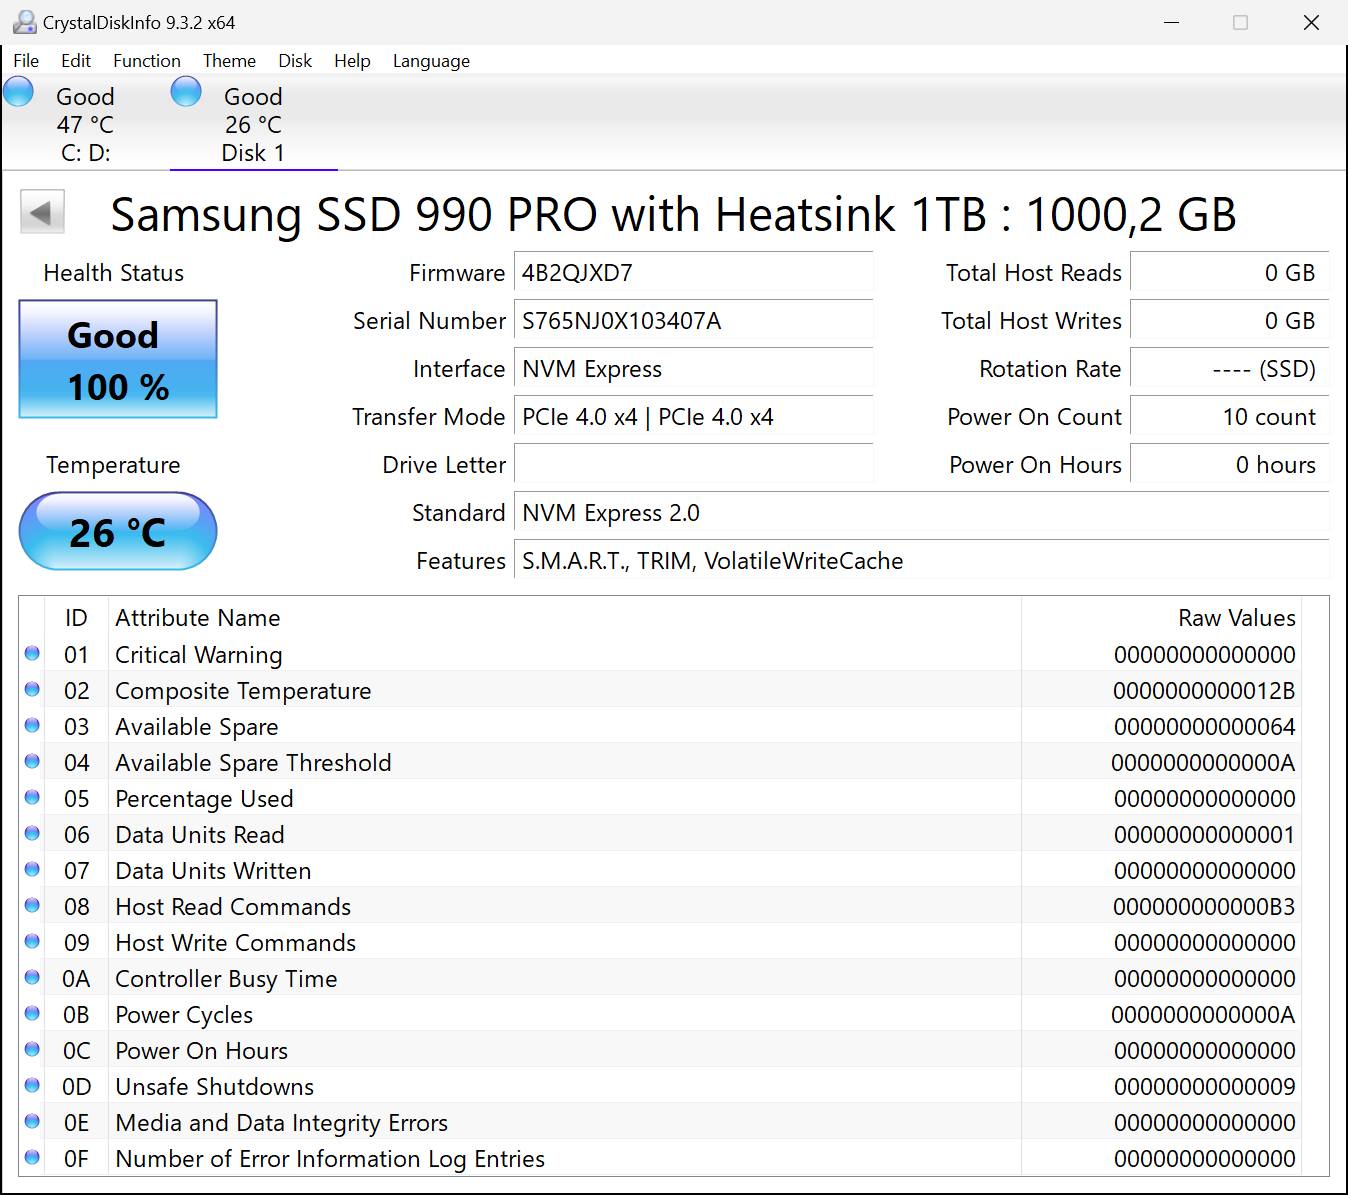 CrystalDiskInfo 9.3.2 x64
File Edit Function Theme Disk Help Language
Good
47 °C
C: D:
Good
26 °C
Disk 1
Samsung SSD 990 PRO with Heatsink 1TB : 1000,2 GB
Health Status
Good
100 %
Temperature
26 °C
Firmware 4B2QJXD7
Serial Number S765NJ0X103407A
Interface NVM Express
Transfer Mode PCIe 4.0 x4 | PCIe 4.0 x4
Drive Letter
Standard NVM Express 2.0
Features S.M.A.R.T., TRIM, VolatileWriteCache
Total Host Reads 0 GB
Total Host Writes 0 GB
Rotation Rate ---- (SSD)
Power On Count 10 count
Power On Hours 0 hours
ID Attribute Name Raw Values
01 Critical Warning 00000000000000
02 Composite Temperature 0000000000012B
03 Available Spare 00000000000064
04 Available Spare Threshold 0000000000000A
05 Percentage Used 00000000000000
06 Data Units Read 00000000000001
07 Data Units Written 00000000000000
08 Host Read Commands 000000000000B3
09 Host Write Commands 00000000000000
0A Controller Busy Time 00000000000000
0B Power Cycles 0000000000000A
0C Power On Hours 00000000000000
0D Unsafe Shutdowns 00000000000009
0E Media and Data Integrity Errors 00000000000000
0F Number of Error Information Log Entries 00000000000000